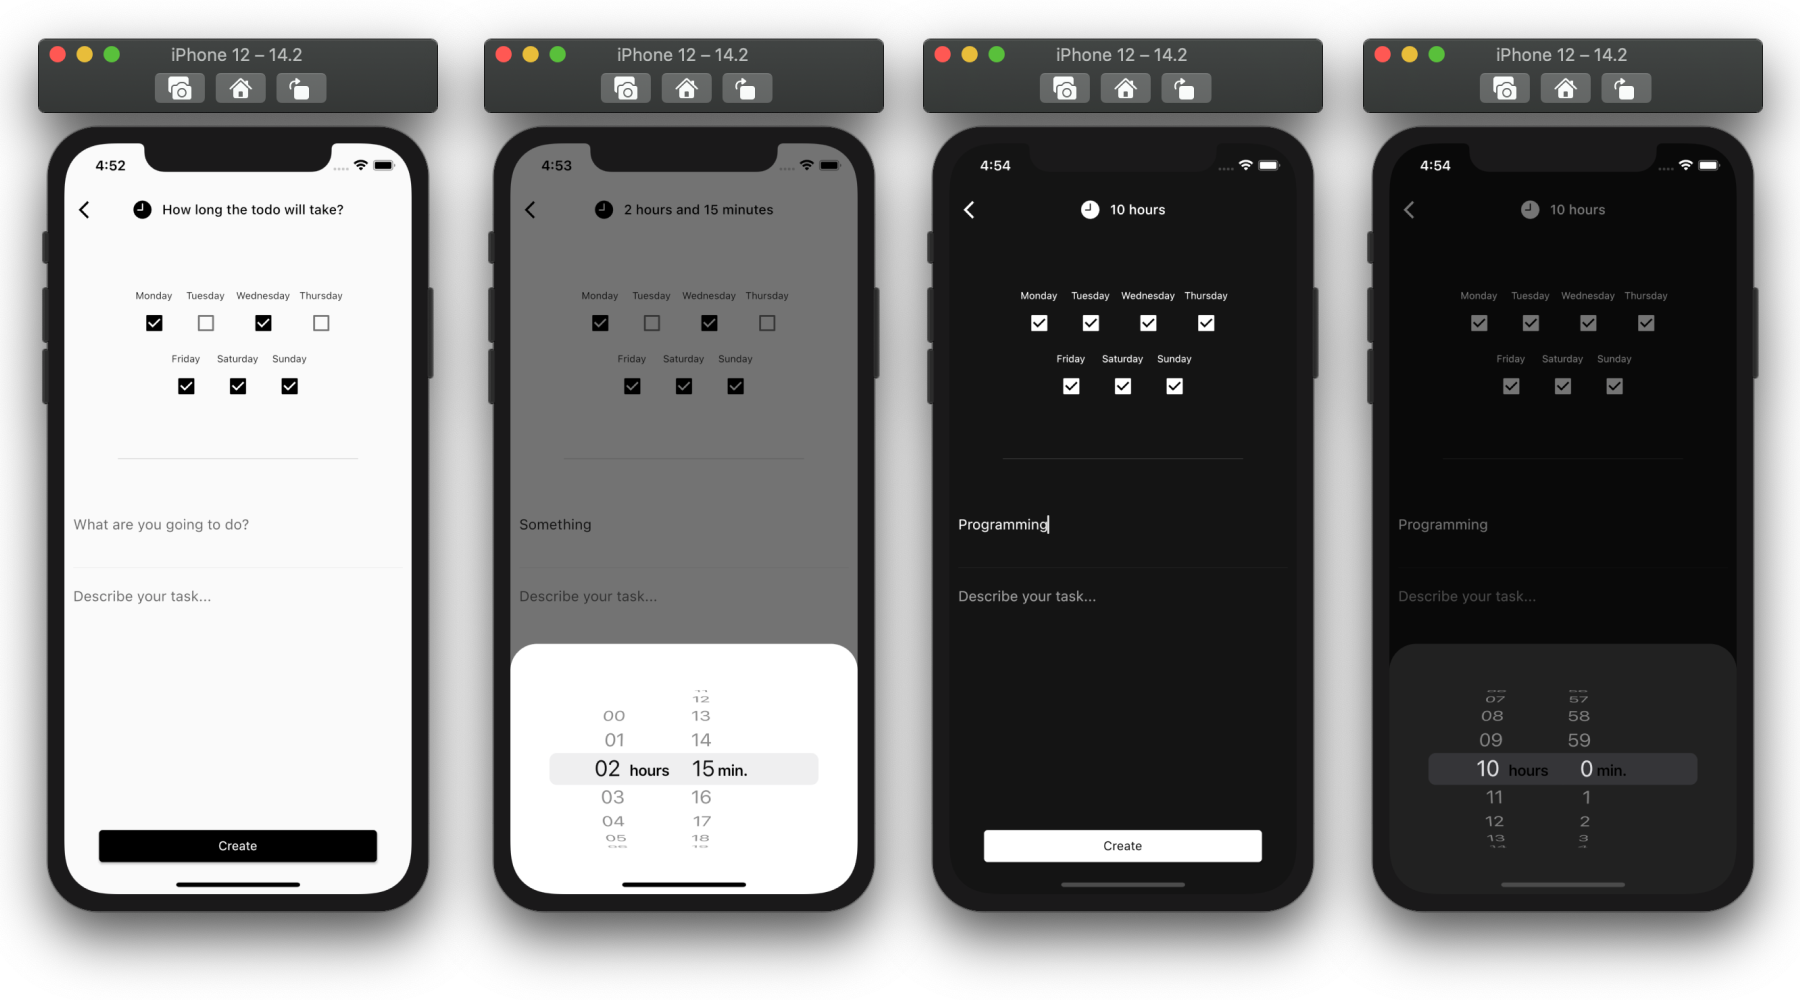 iPhone 12 – 14.2
4:52
How long the todo will take?
Monday Tuesday Wednesday Thursday
Friday Saturday Sunday
What are you going to do?
Describe your task...
Create
iPhone 12 – 14.2
4:53
2 hours and 15 minutes
Monday Tuesday Wednesday Thursday
Friday Saturday Sunday
Something
Describe your task...
12
00 13
01 14
02 hours 15 min.
03 16
04 17
05 18
iPhone 12 – 14.2
4:54
10 hours
Monday Tuesday Wednesday Thursday
Friday Saturday Sunday
Programming
Describe your task...
Create
iPhone 12 – 14.2
4:54
10 hours
Monday Tuesday Wednesday Thursday
Friday Saturday Sunday
Programming
Describe your task...
07 57
08 58
09 59
10 hours 0 min.
11 1
12 2
13 3